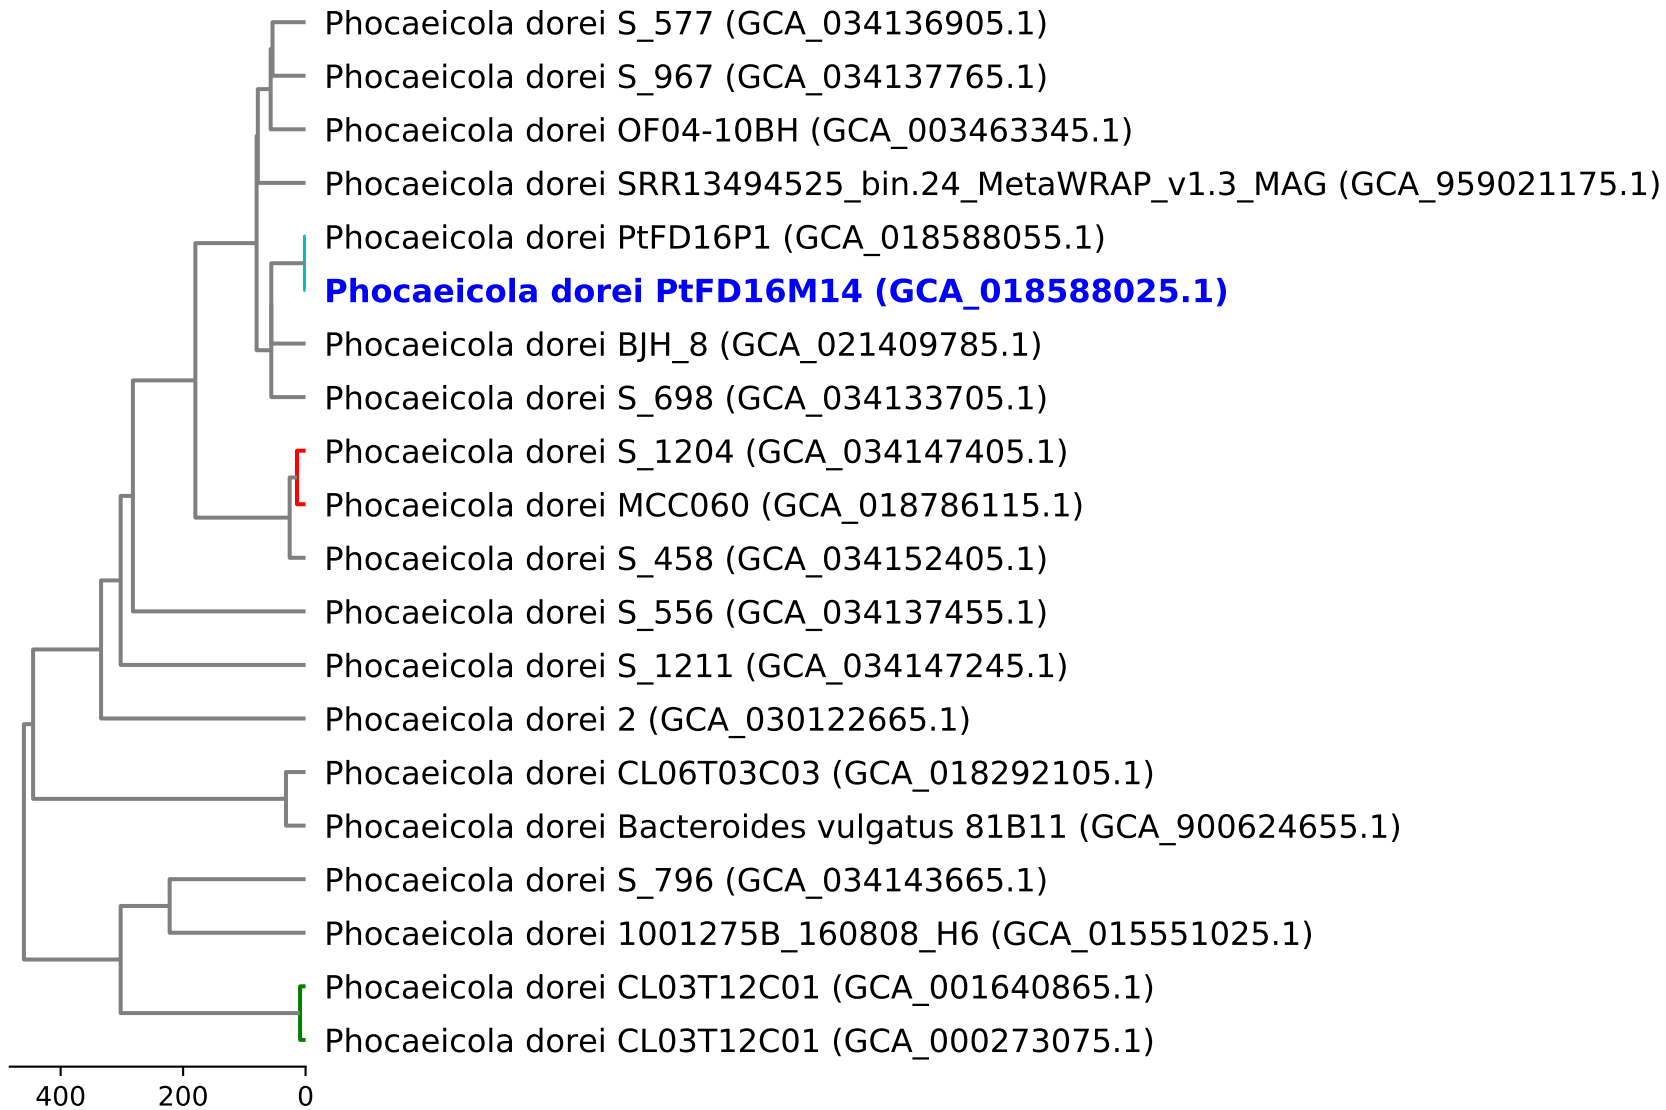 Phocaeicola dorei S_577 (GCA_034136905.1)
Phocaeicola dorei S_967 (GCA_034137765.1)
Phocaeicola dorei OF04-10BH (GCA_003463345.1)
Phocaeicola dorei SRR13494525_bin.24_MetaWRAP_v1.3_MAG (GCA_959021175.1)
Phocaeicola dorei PtFD16P1 (GCA_018588055.1)
Phocaeicola dorei PtFD16M14 (GCA_018588025.1)
Phocaeicola dorei BJH_8 (GCA_021409785.1)
Phocaeicola dorei S_698 (GCA_034133705.1)
Phocaeicola dorei S_1204 (GCA_034147405.1)
Phocaeicola dorei MCC060 (GCA_018786115.1)
Phocaeicola dorei S_458 (GCA_034152405.1)
Phocaeicola dorei S_556 (GCA_034137455.1)
Phocaeicola dorei S_1211 (GCA_034147245.1)
Phocaeicola dorei 2 (GCA_030122665.1)
Phocaeicola dorei CL06T03C03 (GCA_018292105.1)
Phocaeicola dorei Bacteroides vulgatus 81B11 (GCA_900624655.1)
Phocaeicola dorei S_796 (GCA_034143665.1)
Phocaeicola dorei 1001275B_160808_H6 (GCA_015551025.1)
Phocaeicola dorei CL03T12C01 (GCA_001640865.1)
Phocaeicola dorei CL03T12C01 (GCA_000273075.1)
400 200 0